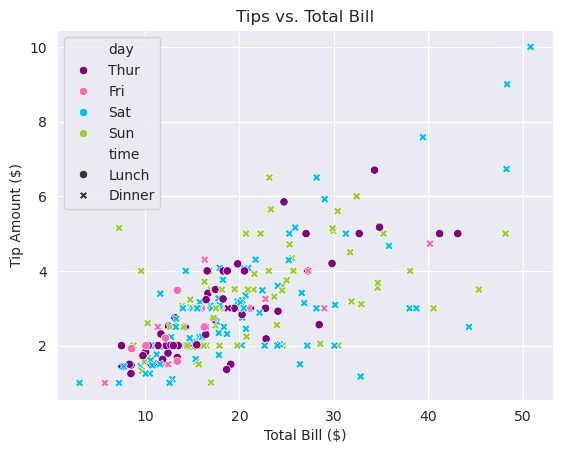 Tips vs. Total Bill
10
8
6
4
2
Tip Amount ($)
day
Thur
Fri
Sat
Sun
time
Lunch
Dinner
10
20
30
40
50
Total Bill ($)